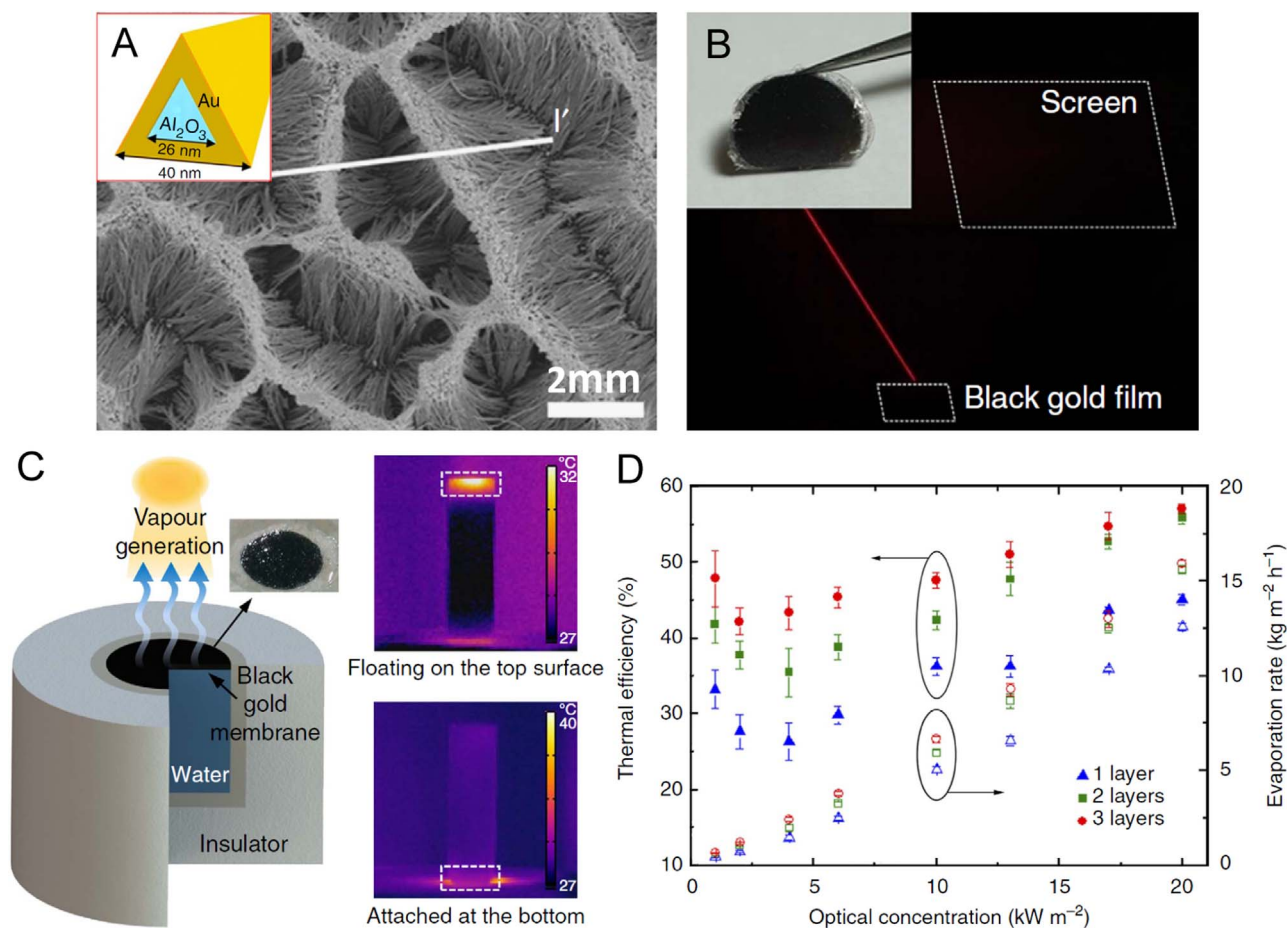 A
Au
Al2O3
26 nm
40 nm
l′
2mm
B
Screen
Black gold film
C
Vapour
generation
Black
gold
membrane
Water
Insulator
°C
32
27
Floating on the top surface
°C
40
27
Attached at the bottom
D
Thermal efficiency (%)
60
50
40
30
20
10
0
5
10
15
20
Optical concentration (kW m−2)
20
15
10
5
0
Evaporation rate (kg m−2 h−1)
1 layer
2 layers
3 layers